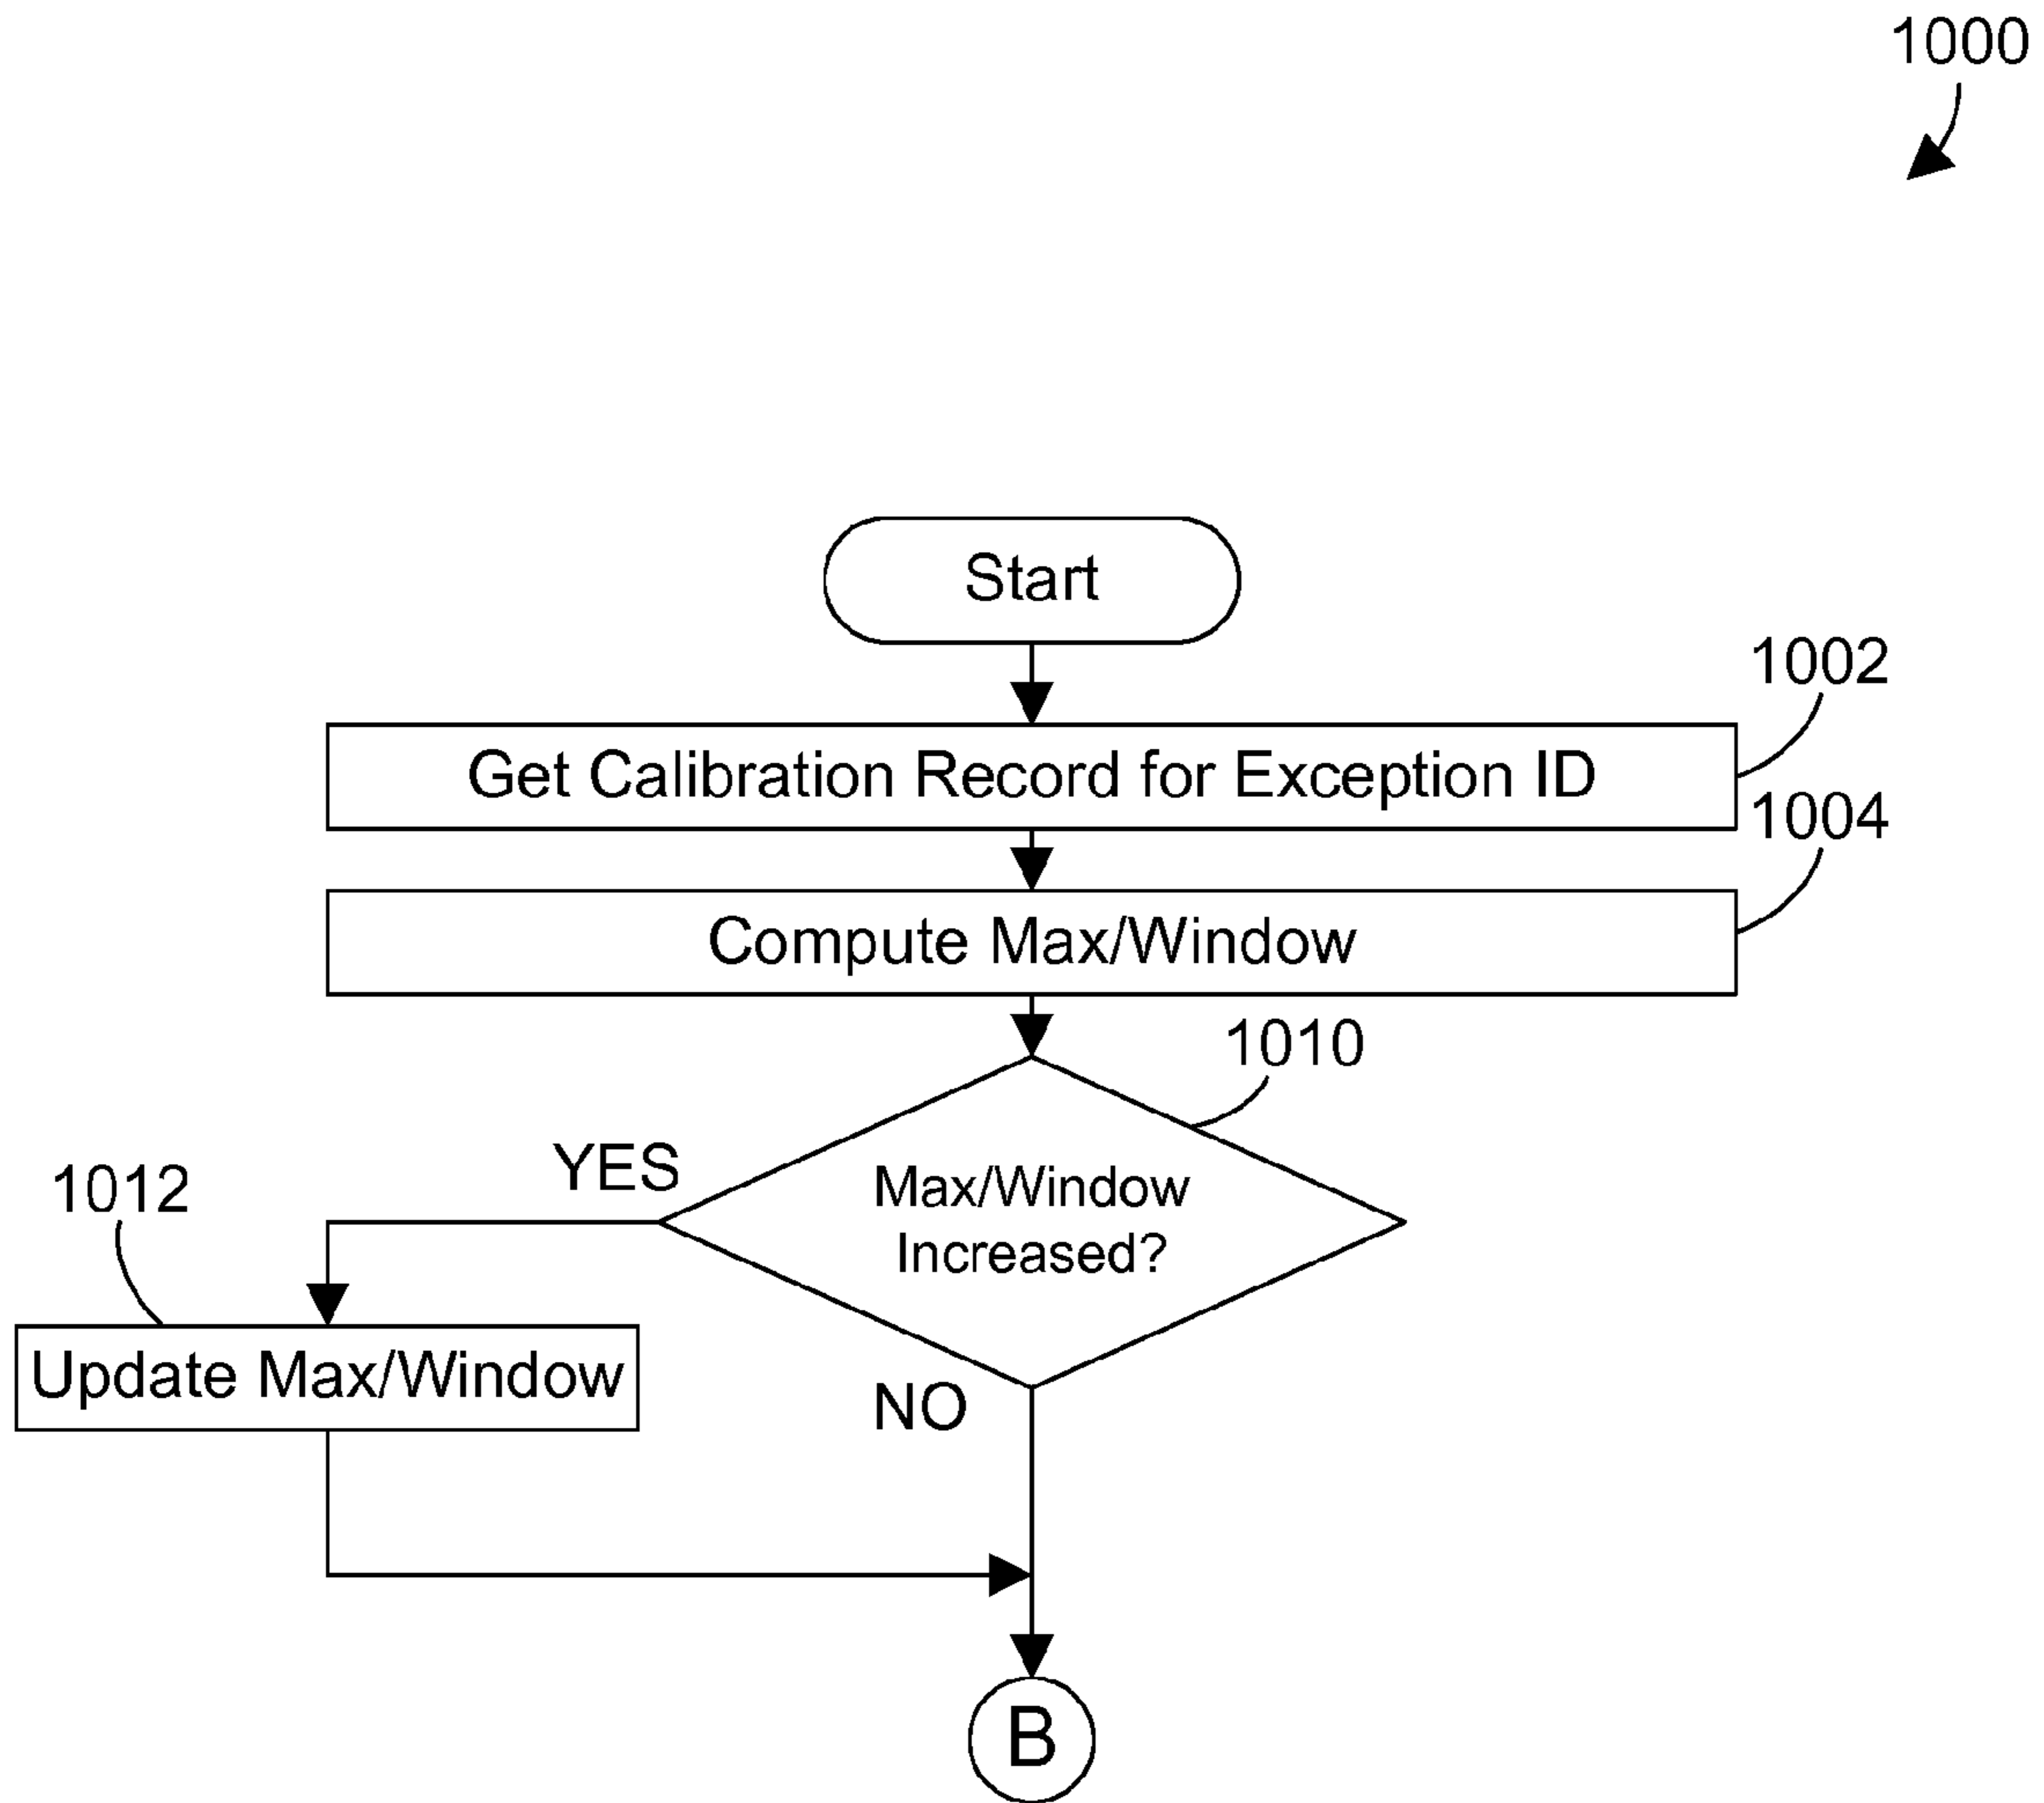 1000
Start
1002
Get Calibration Record for Exception ID
1004
Compute Max/Window
1010
YES
Max/Window
Increased?
1012
Update Max/Window
NO
B